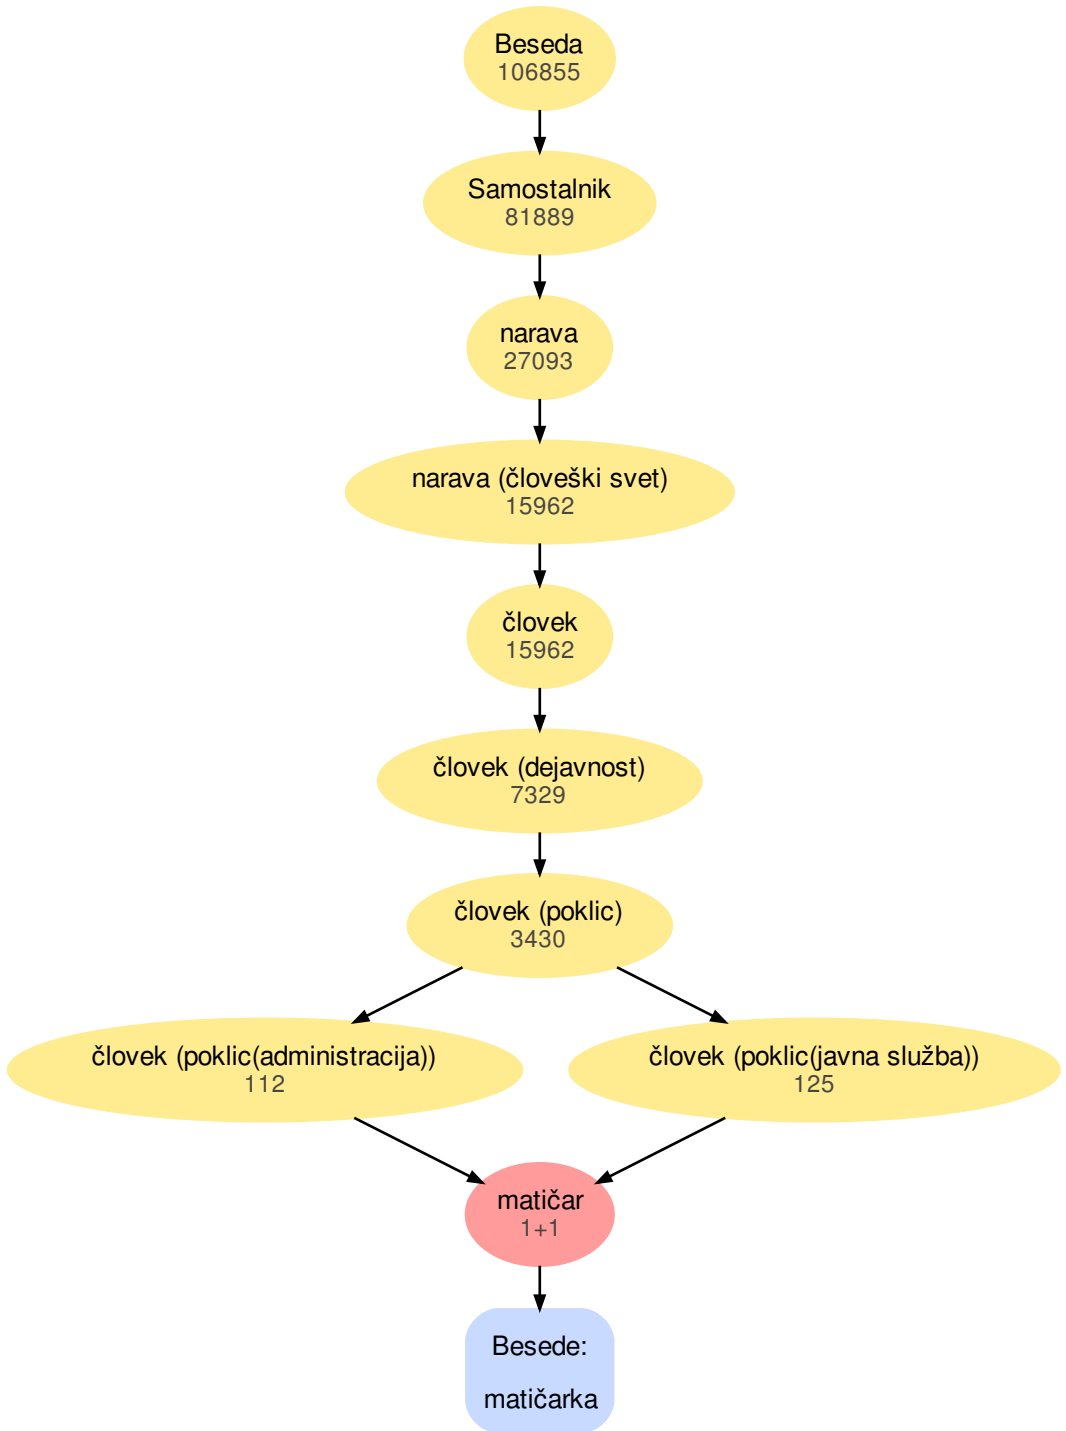 Beseda
106855
Samostalnik
81889
narava
27093
narava (človeški svet)
15962
človek
15962
človek (dejavnost)
7329
človek (poklic)
3430
človek (poklic(administracija))
112
človek (poklic(javna služba))
125
matičar
1+1
Besede:
matičarka